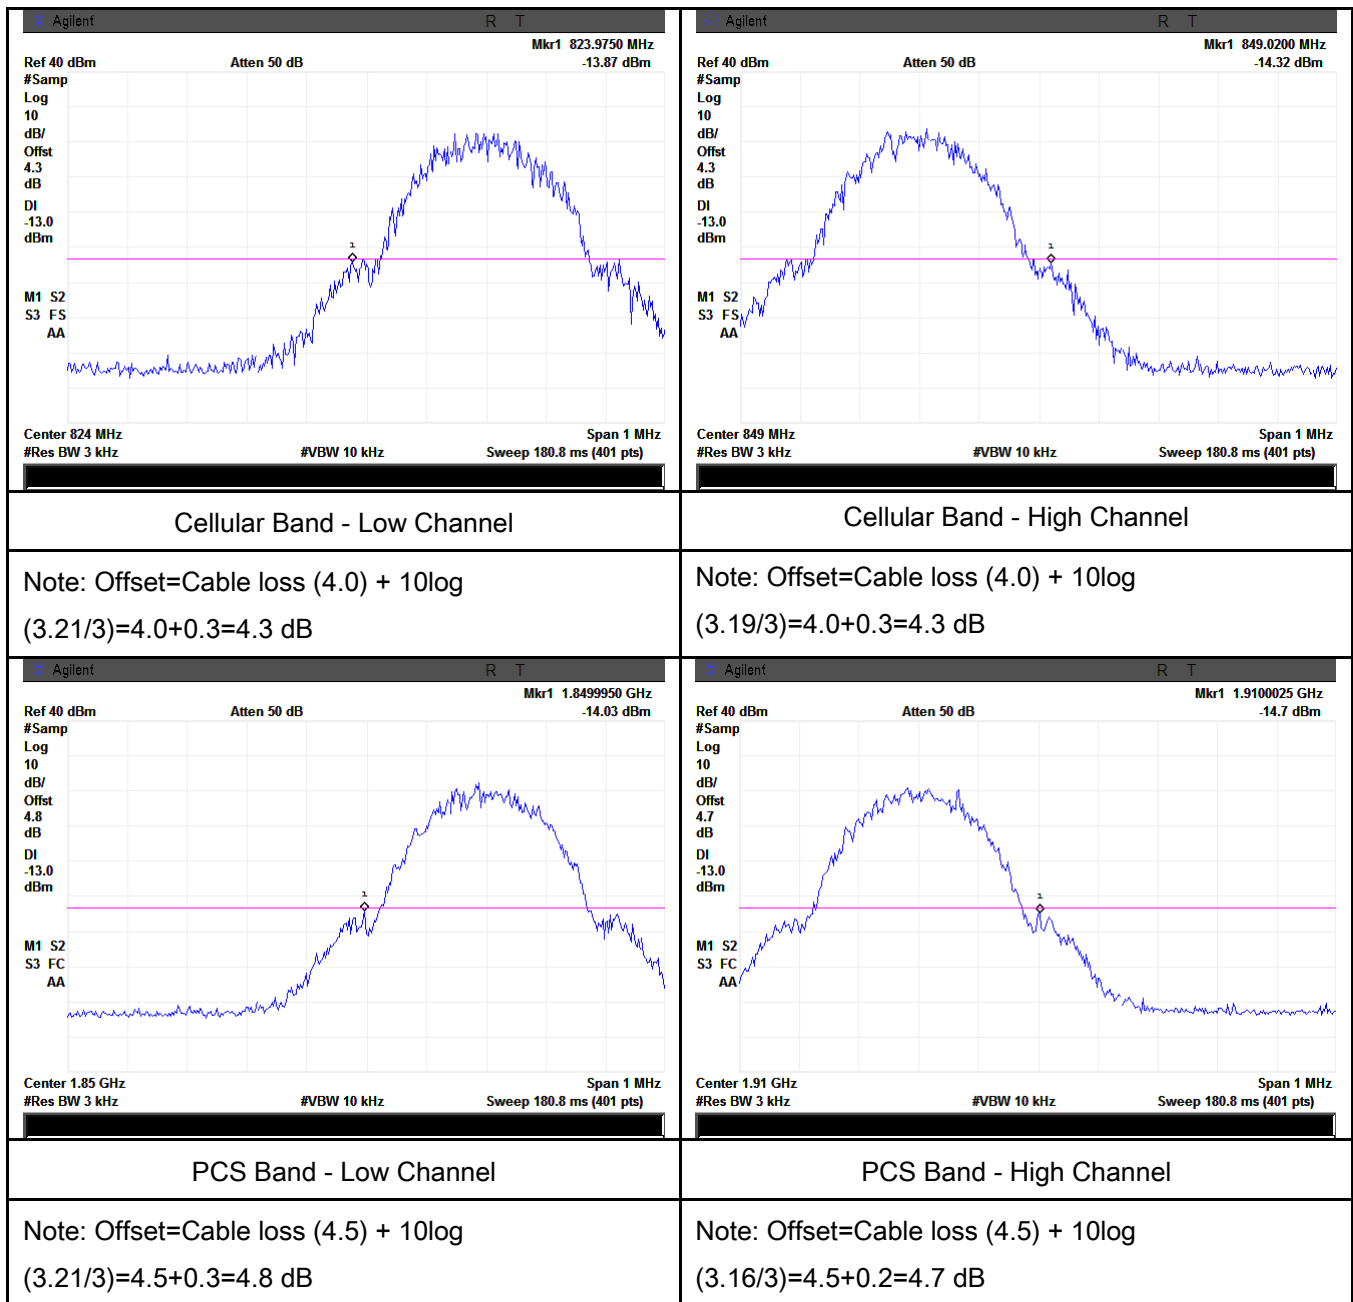 Agilent R T
Mkr1 823.9750 MHz
Ref 40 dBm Atten 50 dB -13.87 dBm
#Samp
Log
10
dB/
Offst
4.3
dB
DI
-13.0
dBm
1
M1 S2
S3 FS
AA
Center 824 MHz Span 1 MHz
#Res BW 3 kHz #VBW 10 kHz Sweep 180.8 ms (401 pts)
Agilent R T
Mkr1 849.0200 MHz
Ref 40 dBm Atten 50 dB -14.32 dBm
#Samp
Log
10
dB/
Offst
4.3
dB
DI
-13.0
dBm
1
M1 S2
S3 FS
AA
Center 849 MHz Span 1 MHz
#Res BW 3 kHz #VBW 10 kHz Sweep 180.8 ms (401 pts)
Cellular Band - Low Channel
Cellular Band - High Channel
Note: Offset=Cable loss (4.0) + 10log
(3.21/3)=4.0+0.3=4.3 dB
Note: Offset=Cable loss (4.0) + 10log
(3.19/3)=4.0+0.3=4.3 dB
Agilent R T
Mkr1 1.8499950 GHz
Ref 40 dBm Atten 50 dB -14.03 dBm
#Samp
Log
10
dB/
Offst
4.8
dB
DI
-13.0
dBm
1
M1 S2
S3 FC
AA
Center 1.85 GHz Span 1 MHz
#Res BW 3 kHz #VBW 10 kHz Sweep 180.8 ms (401 pts)
Agilent R T
Mkr1 1.9100025 GHz
Ref 40 dBm Atten 50 dB -14.7 dBm
#Samp
Log
10
dB/
Offst
4.7
dB
DI
-13.0
dBm
1
M1 S2
S3 FC
AA
Center 1.91 GHz Span 1 MHz
#Res BW 3 kHz #VBW 10 kHz Sweep 180.8 ms (401 pts)
PCS Band - Low Channel
PCS Band - High Channel
Note: Offset=Cable loss (4.5) + 10log
(3.21/3)=4.5+0.3=4.8 dB
Note: Offset=Cable loss (4.5) + 10log
(3.16/3)=4.5+0.2=4.7 dB